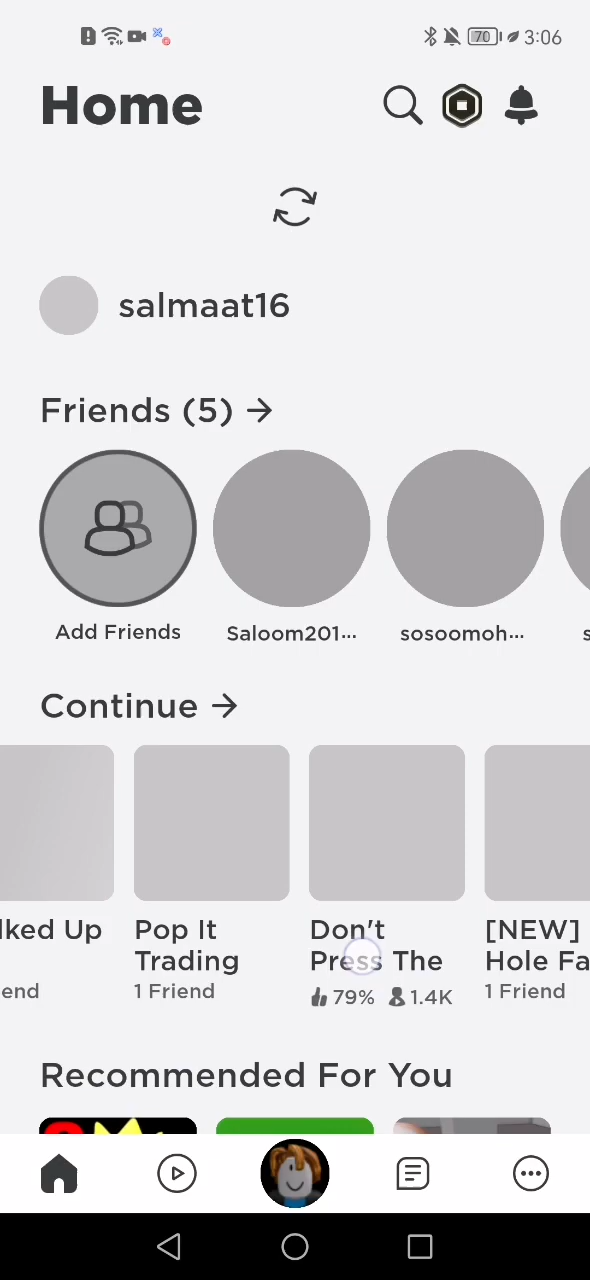 70 3:06
Home
salmaat16
Friends (5)
Add Friends
Saloom201...
sosoomoh...
s
Continue
lked Up
end
Pop It
Trading
1 Friend
Don't
Press The
79% 1.4K
[NEW]
Hole Fa
1 Friend
Recommended For You